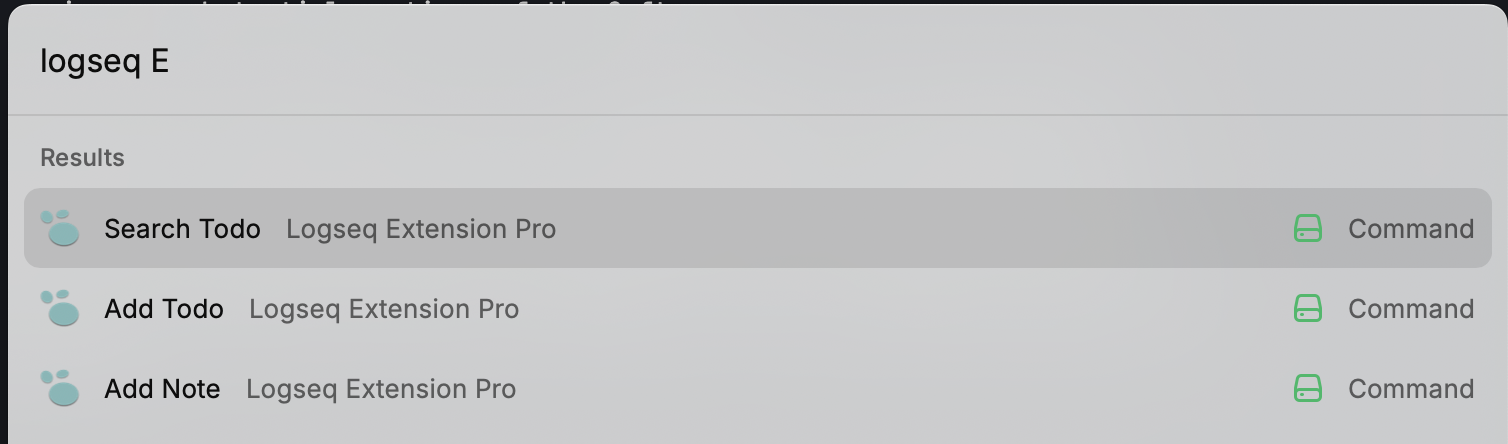 logseq E
Results
Search Todo Logseq Extension Pro Command
Add Todo Logseq Extension Pro Command
Add Note Logseq Extension Pro Command